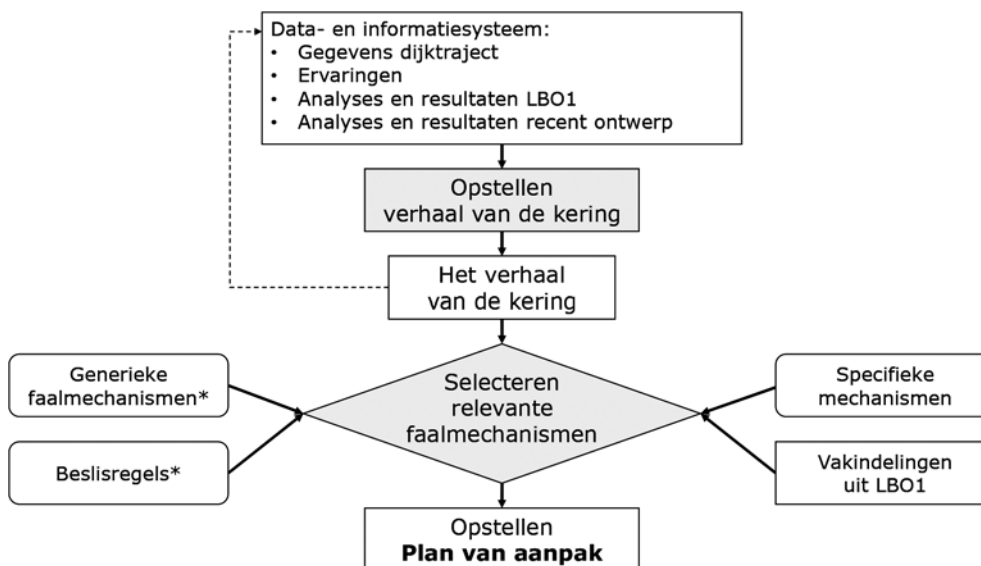 Data- en informatiesysteem:
• Gegevens dijktraject
• Ervaringen
• Analyses en resultaten LBO1
• Analyses en resultaten recent ontwerp
Opstellen
verhaal van de kering
Het verhaal
van de kering
Generieke
faalmechanismen*
Beslisregels*
Selecteren
relevante
faalmechanismen
Specifieke
mechanismen
Vakindelingen
uit LBO1
Opstellen
Plan van aanpak